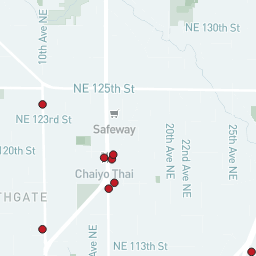 NE 130th St
10th Ave NE
NE 125th St
NE 123rd St
Safeway
20th Ave NE
22nd Ave NE
25th Ave NE
120th St
Chaiyo Thai
THGATE
NE 113th St